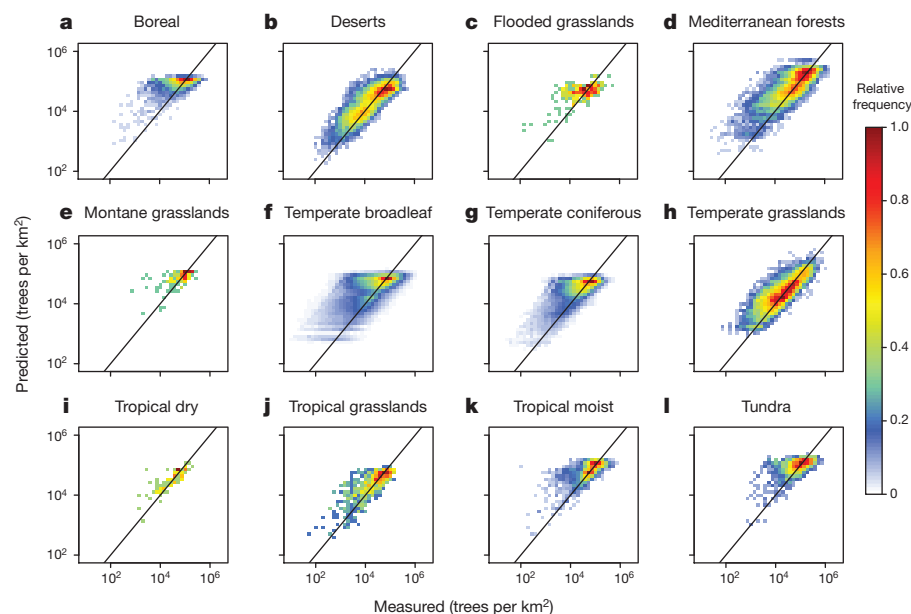 a Boreal b Deserts c Flooded grasslands d Mediterranean forests
10⁶
10⁴
10²
Relative
frequency
1.0
0.8
0.6
0.4
0.2
0
e Montane grasslands f Temperate broadleaf g Temperate coniferous h Temperate grasslands
10⁶
10⁴
10²
Predicted (trees per km²)
i Tropical dry j Tropical grasslands k Tropical moist l Tundra
10⁶
10⁴
10²
10² 10⁴ 10⁶ 10² 10⁴ 10⁶ 10² 10⁴ 10⁶ 10² 10⁴ 10⁶
Measured (trees per km²)